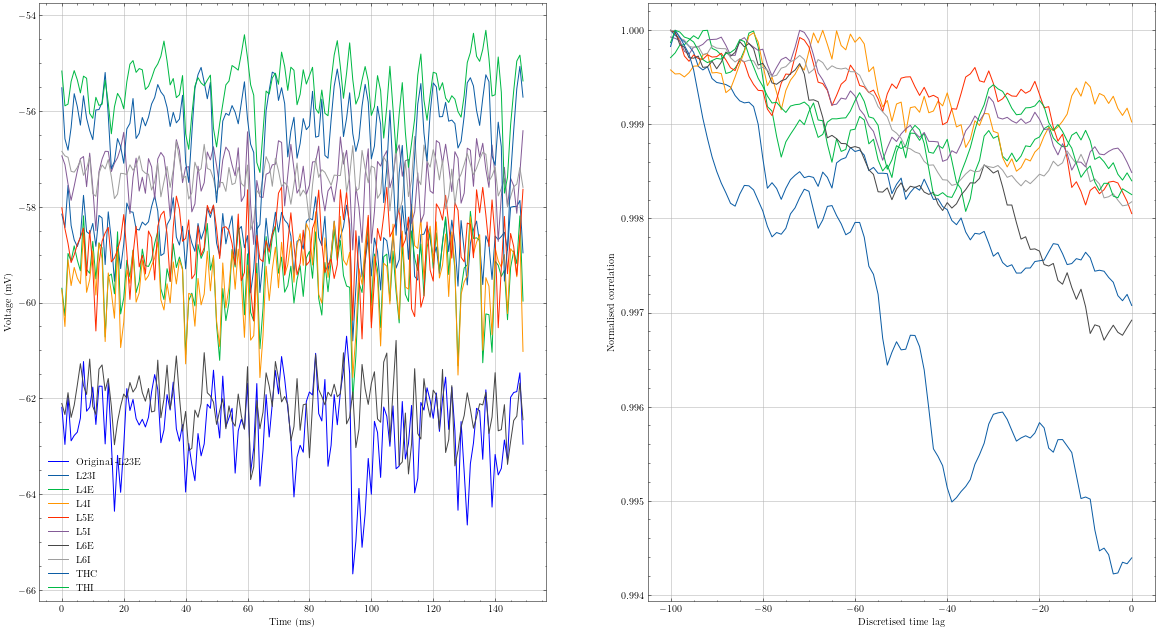 −54
−56
−58
−60
−62
−64
−66
0
20
40
60
80
100
120
140
Voltage (mV)
Time (ms)
Original L23E
L23I
L4E
L4I
L5E
L5I
L6E
L6I
THC
THI
1.000
0.999
0.998
0.997
0.996
0.995
0.994
−100
−80
−60
−40
−20
0
Normalised correlation
Discretised time lag